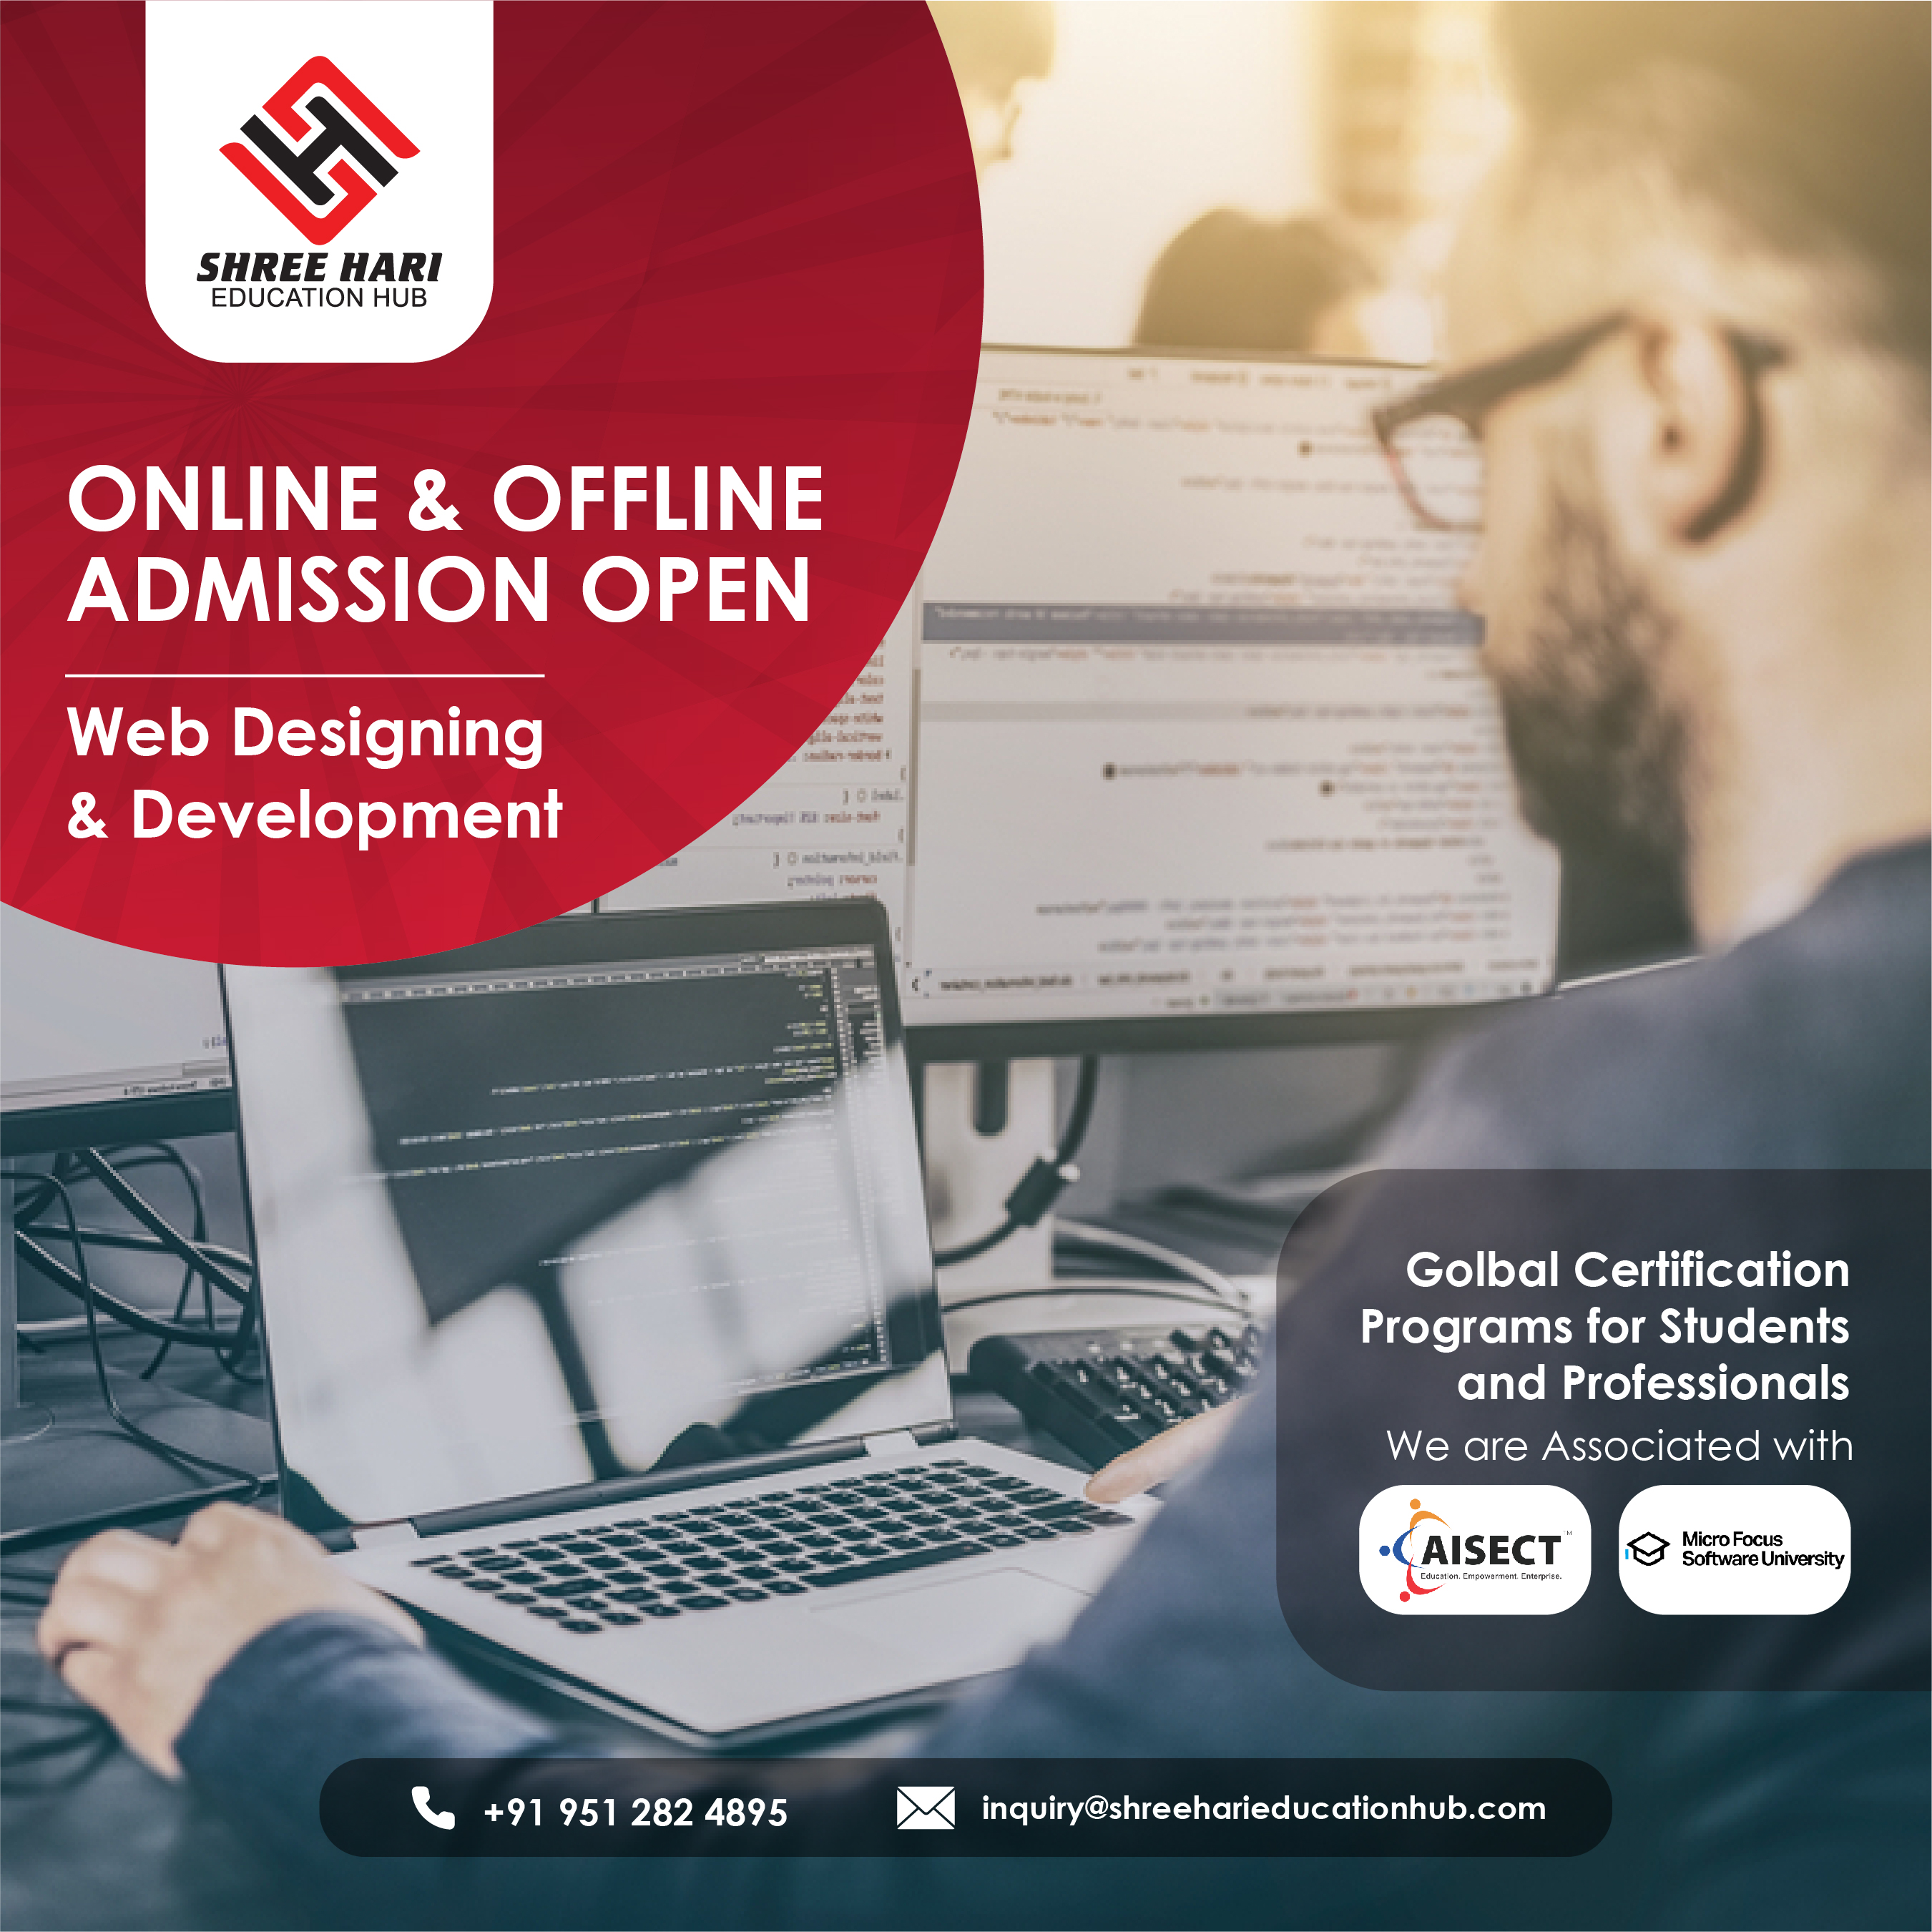 SHREE HARI
EDUCATION HUB
ONLINE & OFFLINE
ADMISSION OPEN
Web Designing
& Development
Golbal Certification
Programs for Students
and Professionals
We are Associated with
AISECT TM
Education. Empowerment. Enterprise.
Micro Focus
Software University
+91 951 282 4895
inquiry@shreeharieducationhub.com